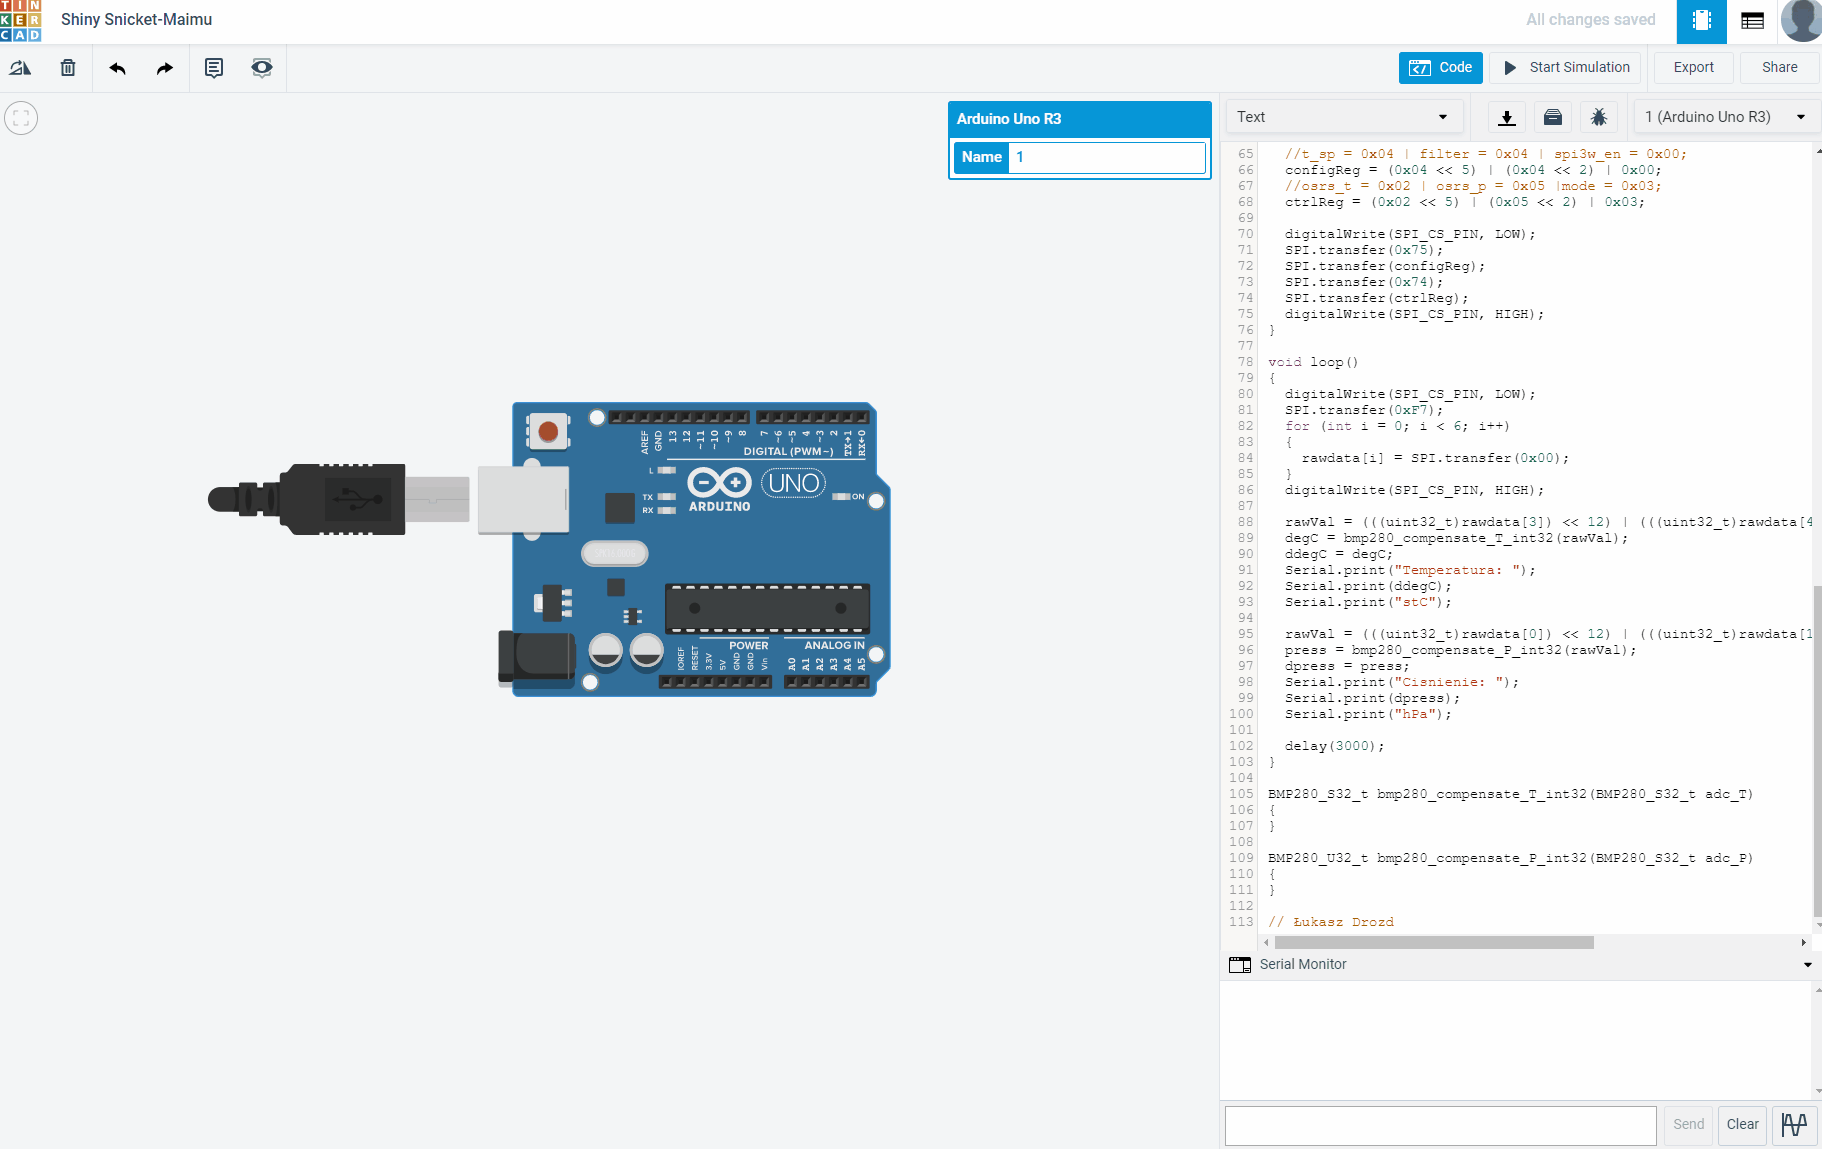 TIN
KER
CAD
Shiny Snicket-Maimu
All changes saved
Code
Start Simulation
Export
Share
Arduino Uno R3
Name 1
Text
1 (Arduino Uno R3)
65 //t_sp = 0x04 | filter = 0x04 | spi3w_en = 0x00;
66 configReg = (0x04 << 5) | (0x04 << 2) | 0x00;
67 //osrs_t = 0x02 | osrs_p = 0x05 |mode = 0x03;
68 ctrlReg = (0x02 << 5) | (0x05 << 2) | 0x03;
69
70 digitalWrite(SPI_CS_PIN, LOW);
71 SPI.transfer(0x75);
72 SPI.transfer(configReg);
73 SPI.transfer(0x74);
74 SPI.transfer(ctrlReg);
75 digitalWrite(SPI_CS_PIN, HIGH);
76 }
77
78 void loop()
79 {
80 digitalWrite(SPI_CS_PIN, LOW);
81 SPI.transfer(0xF7);
82 for (int i = 0; i < 6; i++)
83 {
84 rawdata[i] = SPI.transfer(0x00);
85 }
86 digitalWrite(SPI_CS_PIN, HIGH);
87
88 rawVal = (((uint32_t)rawdata[3]) << 12) | (((uint32_t)rawdata[4
89 degC = bmp280_compensate_T_int32(rawVal);
90 ddegC = degC;
91 Serial.print("Temperatura: ");
92 Serial.print(ddegC);
93 Serial.print("stC");
94
95 rawVal = (((uint32_t)rawdata[0]) << 12) | (((uint32_t)rawdata[1
96 press = bmp280_compensate_P_int32(rawVal);
97 dpress = press;
98 Serial.print("Cisnienie: ");
99 Serial.print(dpress);
100 Serial.print("hPa");
101
102 delay(3000);
103 }
104
105 BMP280_S32_t bmp280_compensate_T_int32(BMP280_S32_t adc_T)
106 {
107 }
108
109 BMP280_U32_t bmp280_compensate_P_int32(BMP280_S32_t adc_P)
110 {
111 }
112
113 // Łukasz Drozd
AREF GND 13 12 ~11 ~10 ~9 8 7 ~6 ~5 4 ~3 2 TX→1 RX←0
DIGITAL (PWM~)
L
TX
RX
ARDUINO
UNO
ON
POWER
ANALOG IN
IOREF RESET 3.3V 5V GND GND Vin A0 A1 A2 A3 A4 A5
Serial Monitor
Send
Clear